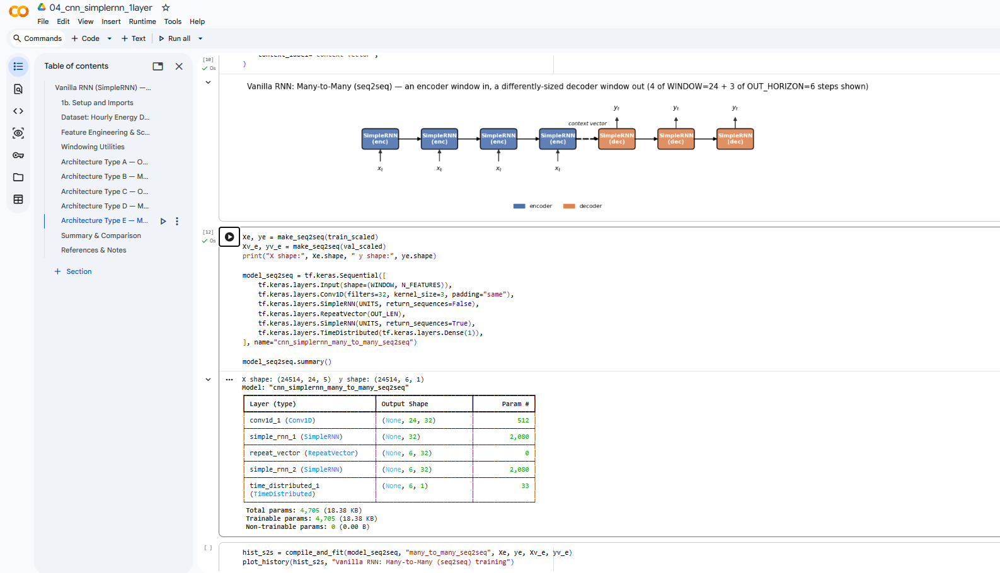 04_cnn_simplernn_1layer
File Edit View Insert Runtime Tools Help
Commands + Code + Text Run all
Table of contents
Vanilla RNN (SimpleRNN) —...
1b. Setup and Imports
Dataset: Hourly Energy D...
Feature Engineering & Sc...
Windowing Utilities
Architecture Type A — O...
Architecture Type B — M...
Architecture Type C — O...
Architecture Type D — M...
Architecture Type E — M...
Summary & Comparison
References & Notes
+ Section
[10]
0s
)
Vanilla RNN: Many-to-Many (seq2seq) — an encoder window in, a differently-sized decoder window out (4 of WINDOW=24 + 3 of OUT_HORIZON=6 steps shown)
yt yt yt
context vector
SimpleRNN (enc) SimpleRNN (enc) SimpleRNN (enc) SimpleRNN (enc) SimpleRNN (dec) SimpleRNN (dec) SimpleRNN (dec)
xt xt xt xt
encoder decoder
[12]
0s
Xe, ye = make_seq2seq(train_scaled)
Xv_e, yv_e = make_seq2seq(val_scaled)
print("X shape:", Xe.shape, " y shape:", ye.shape)
model_seq2seq = tf.keras.Sequential([
tf.keras.layers.Input(shape=(WINDOW, N_FEATURES)),
tf.keras.layers.Conv1D(filters=32, kernel_size=3, padding="same"),
tf.keras.layers.SimpleRNN(UNITS, return_sequences=False),
tf.keras.layers.RepeatVector(OUT_LEN),
tf.keras.layers.SimpleRNN(UNITS, return_sequences=True),
tf.keras.layers.TimeDistributed(tf.keras.layers.Dense(1)),
], name="cnn_simplernn_many_to_many_seq2seq")
model_seq2seq.summary()
X shape: (24514, 24, 5)  y shape: (24514, 6, 1)
Model: "cnn_simplernn_many_to_many_seq2seq"
Layer (type) Output Shape Param #
conv1d_1 (Conv1D) (None, 24, 32) 512
simple_rnn_1 (SimpleRNN) (None, 32) 2,080
repeat_vector (RepeatVector) (None, 6, 32) 0
simple_rnn_2 (SimpleRNN) (None, 6, 32) 2,080
time_distributed_1 (None, 6, 1) 33
(TimeDistributed)
Total params: 4,705 (18.38 KB)
Trainable params: 4,705 (18.38 KB)
Non-trainable params: 0 (0.00 B)
[ ]
hist_s2s = compile_and_fit(model_seq2seq, "many_to_many_seq2seq", Xe, ye, Xv_e, yv_e)
plot_history(hist_s2s, "Vanilla RNN: Many-to-Many (seq2seq) training")